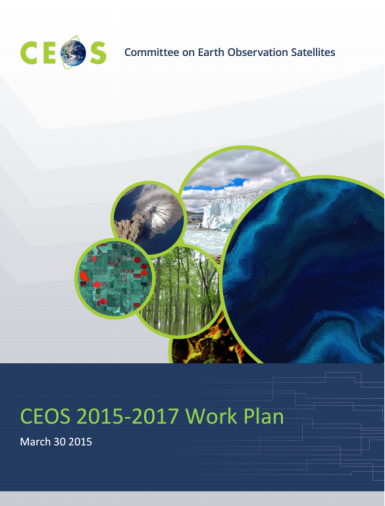 CEOS
Committee on Earth Observation Satellites
CEOS 2015-2017 Work Plan
March 30 2015